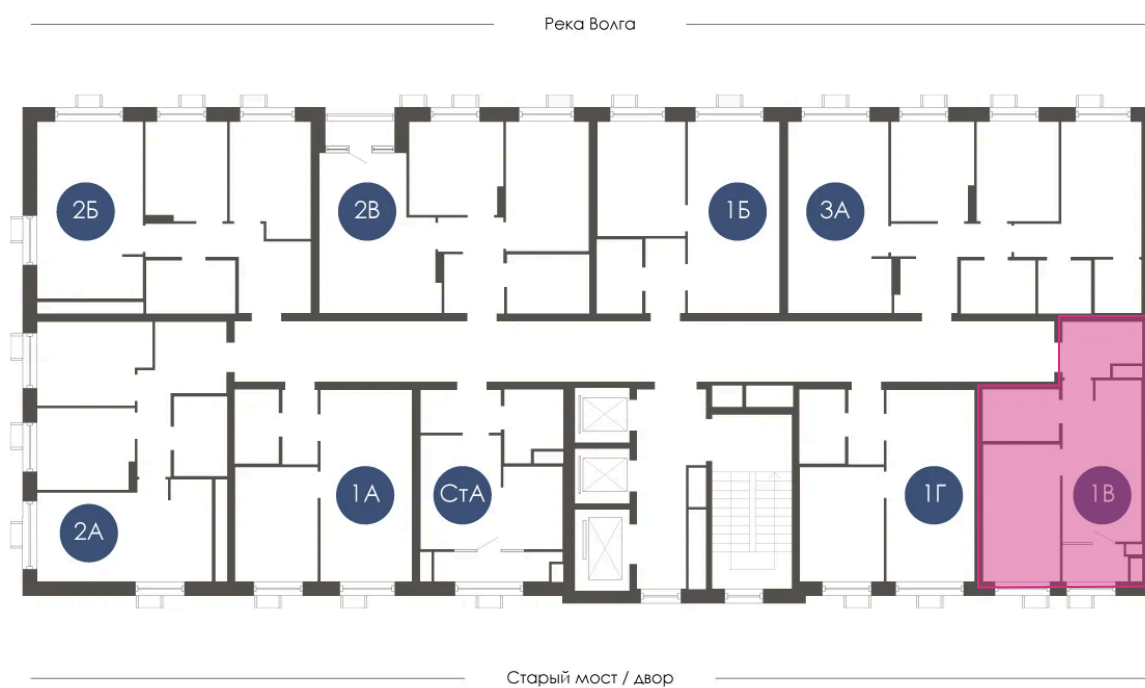 Река Волга
2Б
2В
1Б
3А
2А
1А
СтА
1Г
1В
Старый мост / двор